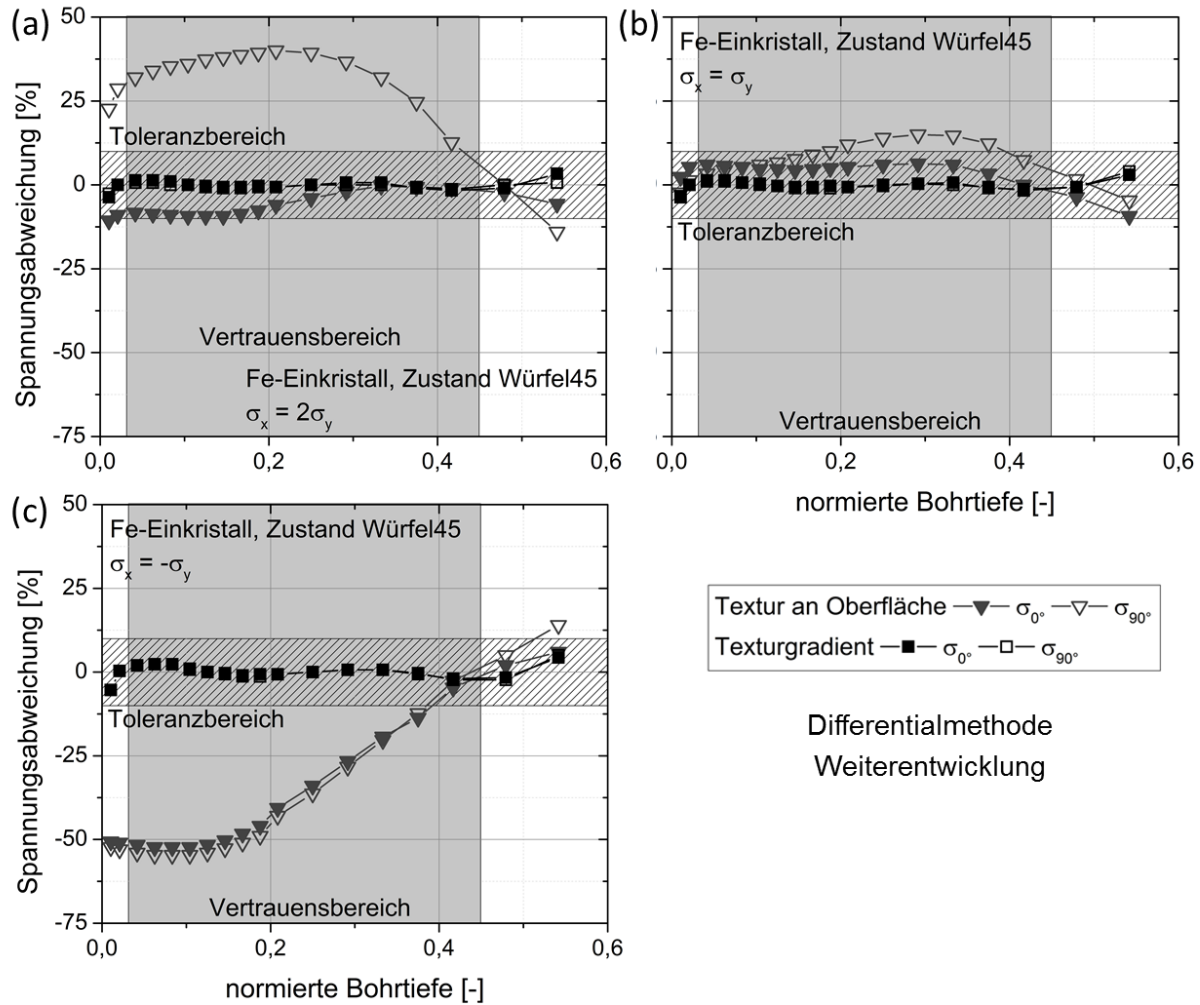 (a)
50
25
0
-25
-50
-75
Spannungsabweichung [%]
Toleranzbereich
Vertrauensbereich
Fe-Einkristall, Zustand Würfel45
σx = 2σy
0,0
0,2
0,4
0,6
(b)
Fe-Einkristall, Zustand Würfel45
σx = σy
Toleranzbereich
Vertrauensbereich
0,0
0,2
0,4
0,6
normierte Bohrtiefe [-]
(c)
50
25
0
-25
-50
-75
Spannungsabweichung [%]
Fe-Einkristall, Zustand Würfel45
σx = -σy
Toleranzbereich
Vertrauensbereich
0,0
0,2
0,4
0,6
normierte Bohrtiefe [-]
Textur an Oberfläche σ0° σ90°
Texturgradient σ0° σ90°
Differentialmethode
Weiterentwicklung